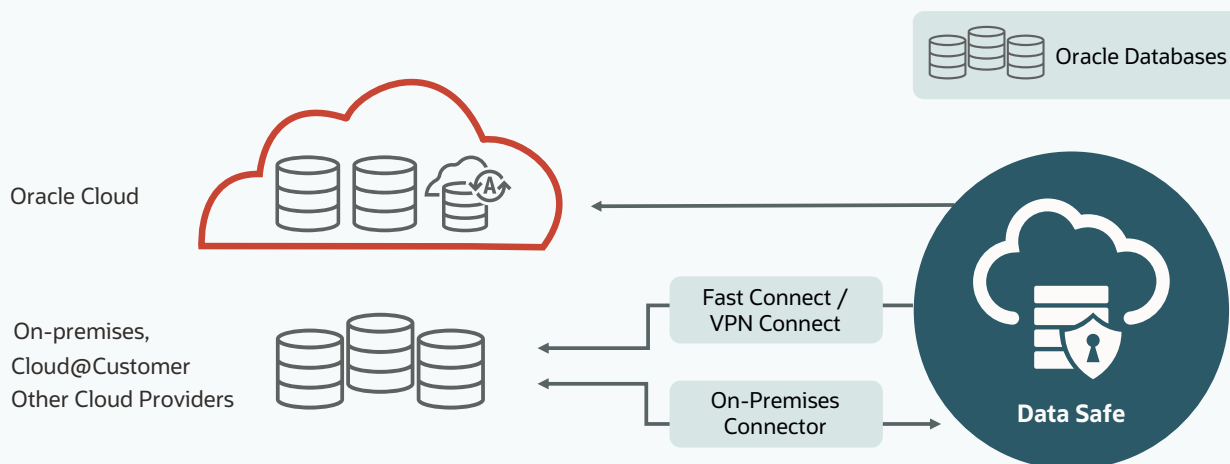 Oracle Databases
Oracle Cloud
A
Fast Connect /
VPN Connect
On-premises,
Cloud@Customer
Other Cloud Providers
On-Premises
Connector
Data Safe